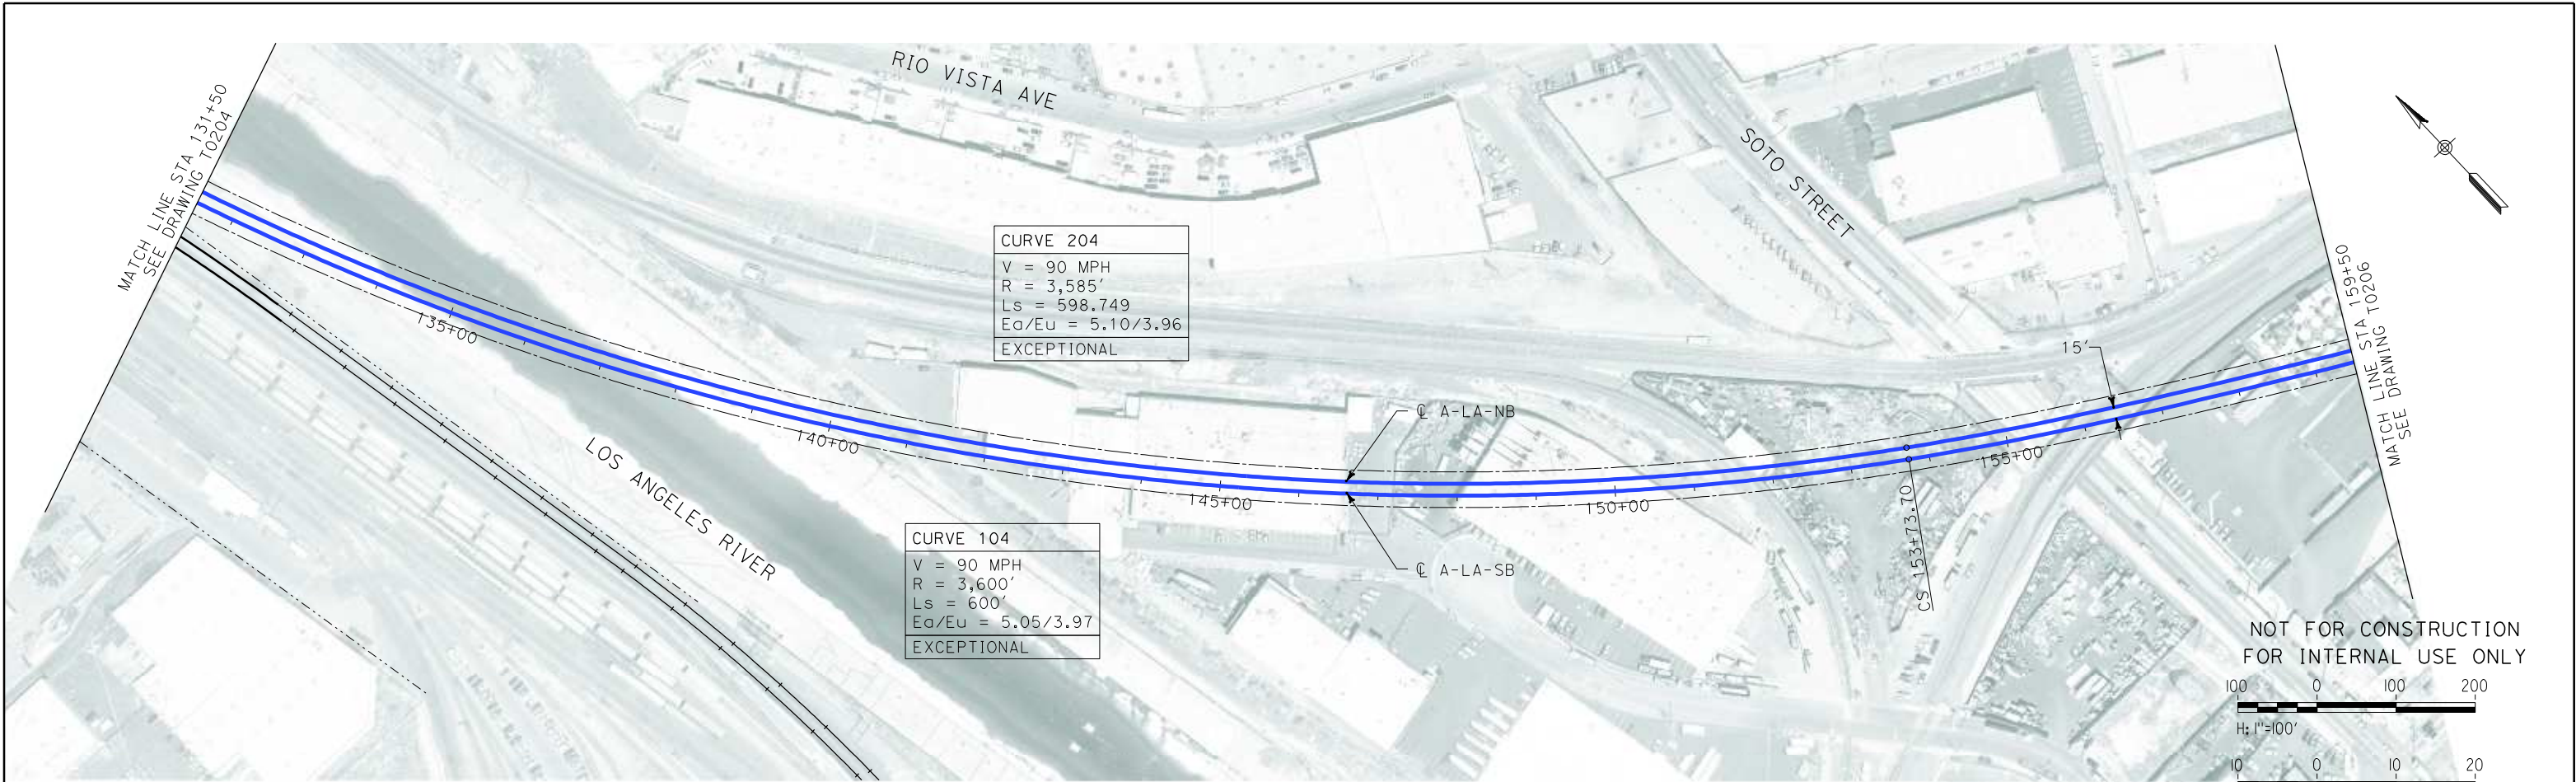 RIO VISTA AVE
SOTO STREET
MATCH LINE STA 131+50
SEE DRAWING T0204
CURVE 204
V = 90 MPH
R = 3,585'
Ls = 598.749
Ea/Eu = 5.10/3.96
EXCEPTIONAL
135+00
140+00
145+00
150+00
155+00
15'
MATCH LINE STA 159+50
SEE DRAWING T0206
℄ A-LA-NB
℄ A-LA-SB
LOS ANGELES RIVER
CURVE 104
V = 90 MPH
R = 3,600'
Ls = 600'
Ea/Eu = 5.05/3.97
EXCEPTIONAL
CS 153+73.70
NOT FOR CONSTRUCTION
FOR INTERNAL USE ONLY
100 0 100 200
H: 1"=100'
10 0 10 20